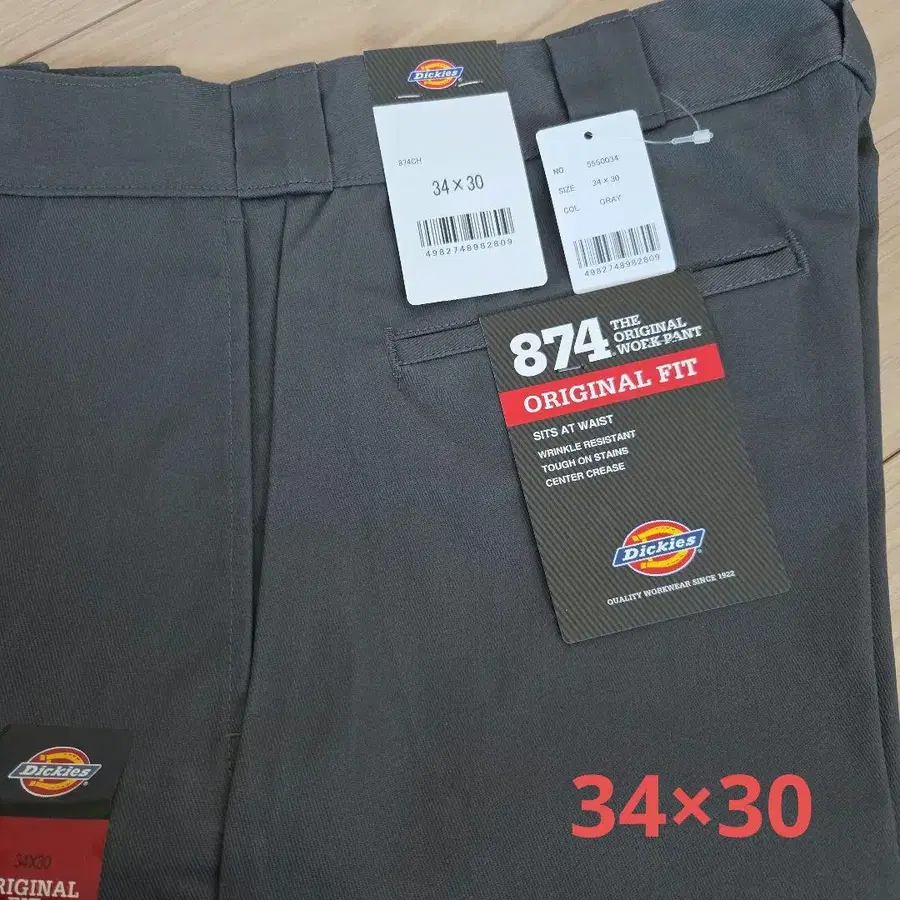 Dickies
874CH
34×30
4982748982809
NO 5550034
SIZE 34×30
COL GRAY
4982748982809
874 THE
ORIGINAL
WORK PANT
ORIGINAL FIT
SITS AT WAIST
WRINKLE RESISTANT
TOUGH ON STAINS
CENTER CREASE
Dickies
QUALITY WORKWEAR SINCE 1922
Dickies
34X30
RIGINAL
FIT
34×30